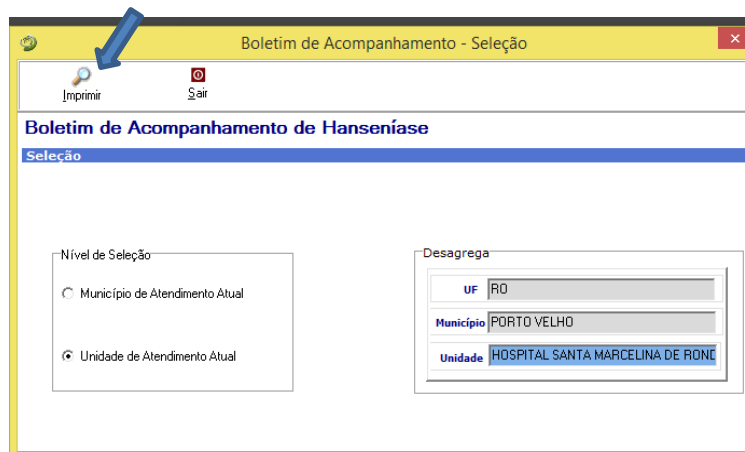 Boletim de Acompanhamento - Seleção
Imprimir Sair
Boletim de Acompanhamento de Hanseníase
Seleção
Nível de Seleção
Município de Atendimento Atual
Unidade de Atendimento Atual
Desagrega
UF RO
Município PORTO VELHO
Unidade HOSPITAL SANTA MARCELINA DE ROND